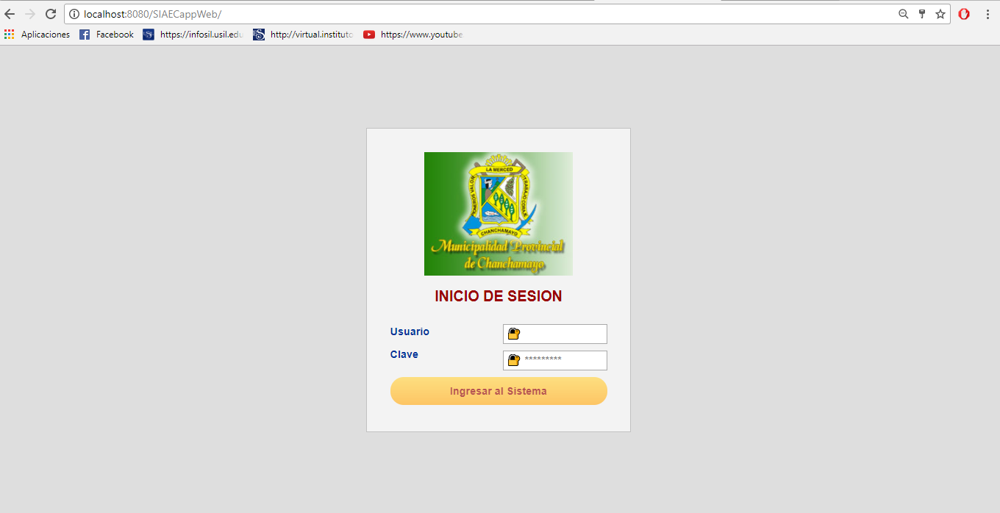 localhost:8080/SIAECappWeb/
Aplicaciones
Facebook
https://infosil.usil.edu
http://virtual.instituto
https://www.youtube
LA MERCED
CHANCHAMAYO
Municipalidad Provincial
de Chanchamayo
INICIO DE SESION
Usuario
Clave
*********
Ingresar al Sistema